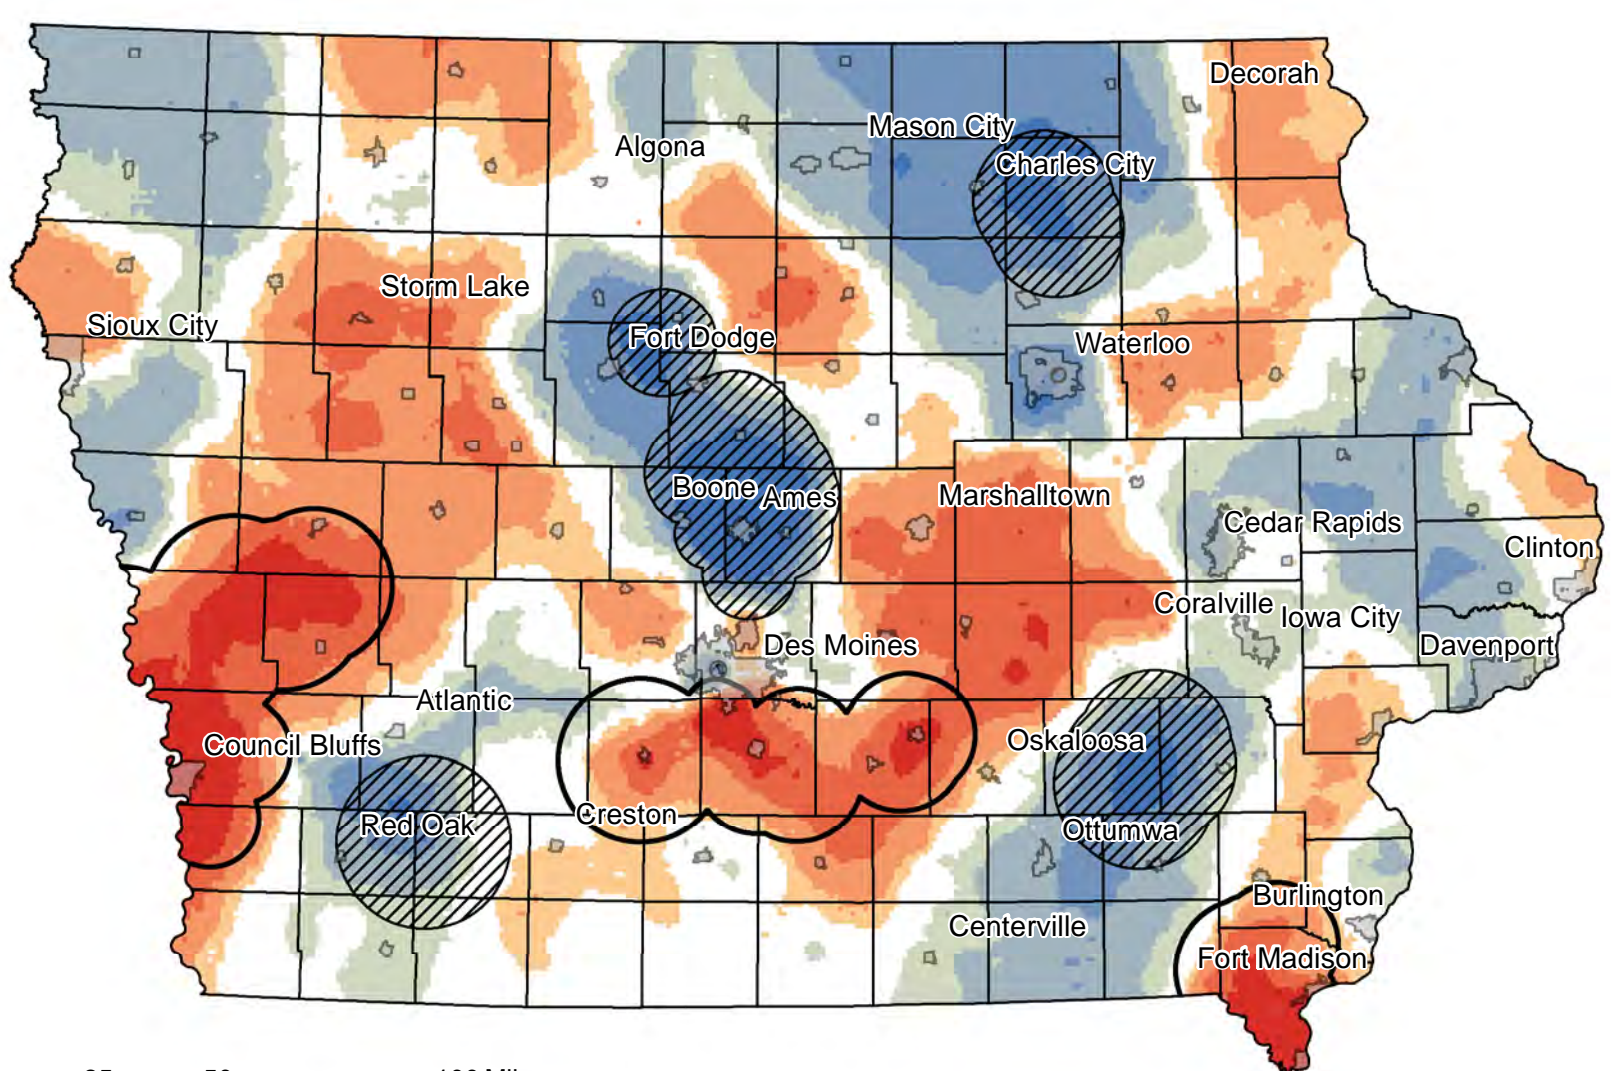 Decorah
Mason City
Algona
Charles City
Storm Lake
Sioux City
Fort Dodge
Waterloo
Boone
Ames
Marshalltown
Cedar Rapids
Clinton
Coralville
Iowa City
Des Moines
Davenport
Atlantic
Council Bluffs
Oskaloosa
Creston
Red Oak
Ottumwa
Burlington
Centerville
Fort Madison